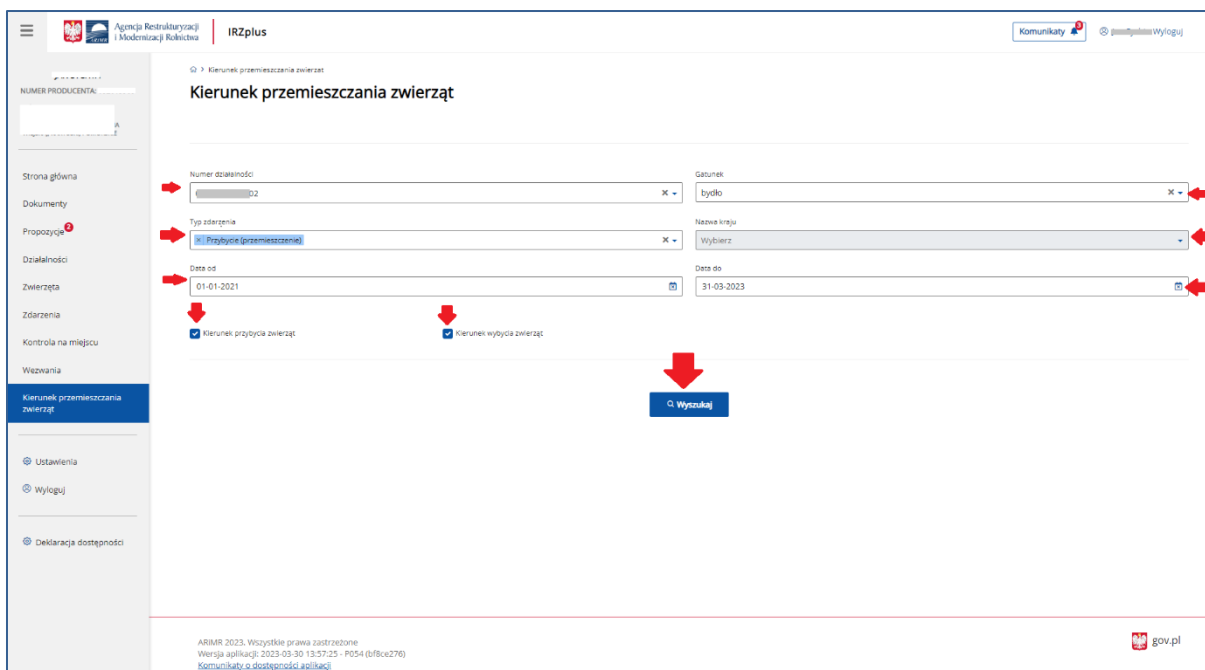 Agencja Restrukturyzacji
i Modernizacji Rolnictwa
IRZplus
Komunikaty 3
Wyloguj
Kierunek przemieszczania zwierząt
Kierunek przemieszczania zwierząt
NUMER PRODUCENTA:
Strona główna
Dokumenty
Propozycje 2
Działalności
Zwierzęta
Zdarzenia
Kontrola na miejscu
Wezwania
Kierunek przemieszczania
zwierząt
Ustawienia
Wyloguj
Deklaracja dostępności
Numer działalności
02
Gatunek
bydło
Typ zdarzenia
× Przybycie (przemieszczenie)
Nazwa kraju
Wybierz
Data od
01-01-2021
Data do
31-03-2023
Kierunek przybycia zwierząt
Kierunek wybycia zwierząt
Wyszukaj
ARIMR 2023. Wszystkie prawa zastrzeżone
Wersja aplikacji: 2023-03-30 13:57:25 - P054 (bf8ce276)
Komunikaty o dostępności aplikacji
gov.pl